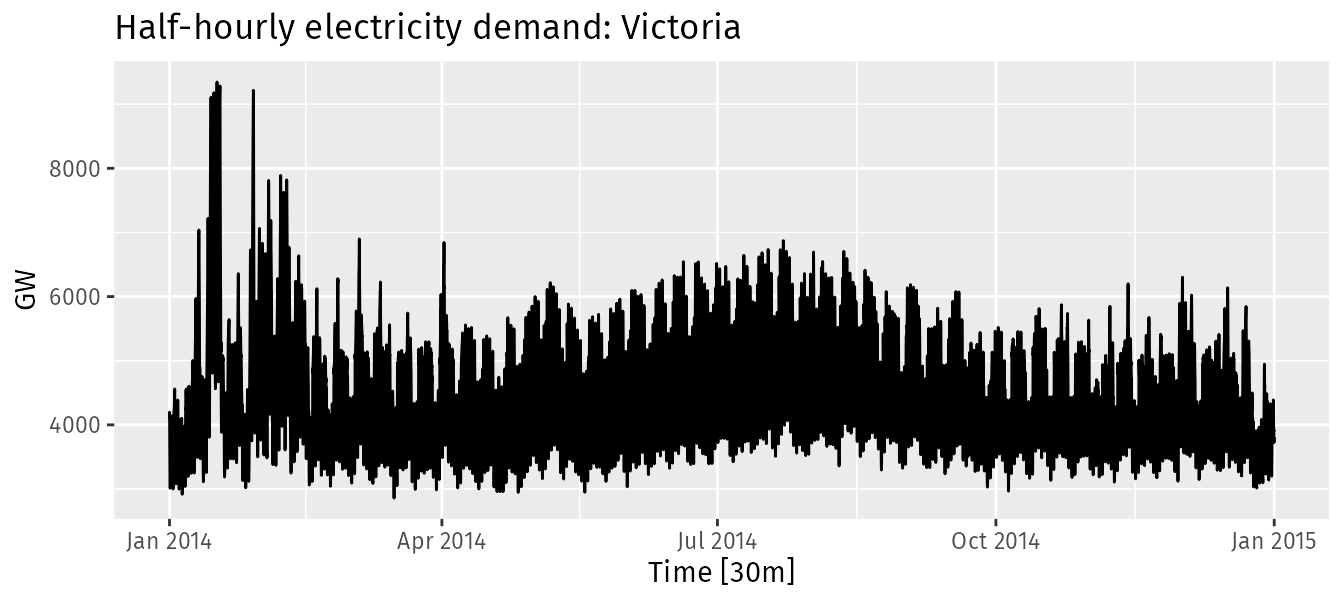 Half-hourly electricity demand: Victoria
GW
8000
6000
4000
Jan 2014 Apr 2014 Jul 2014 Oct 2014 Jan 2015
Time [30m]